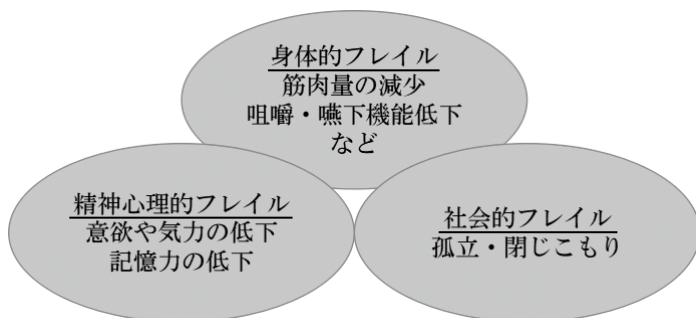 身体的フレイル
筋肉量の減少
咀嚼・嚥下機能低下
など
精神心理的フレイル
意欲や気力の低下
記憶力の低下
社会的フレイル
孤立・閉じこもり